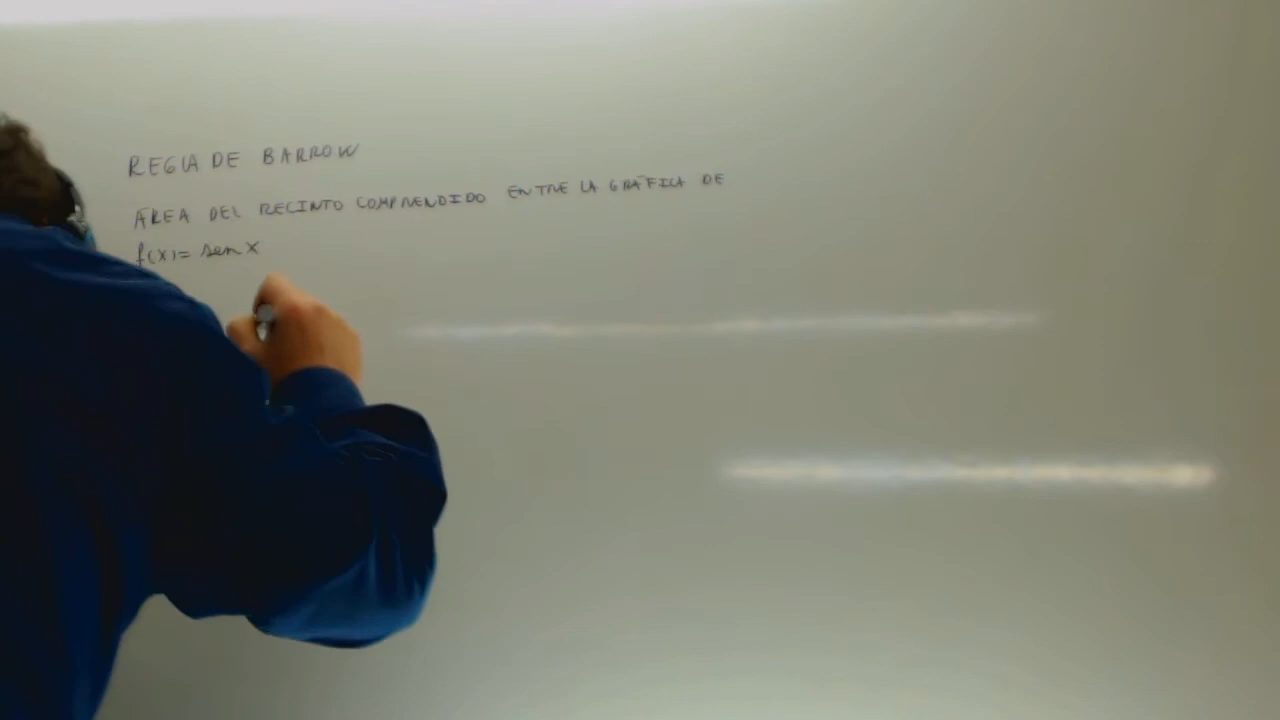 REGLA DE BARROW
ÁREA DEL RECINTO COMPRENDIDO ENTRE LA GRÁFICA DE
f(x)= sen x